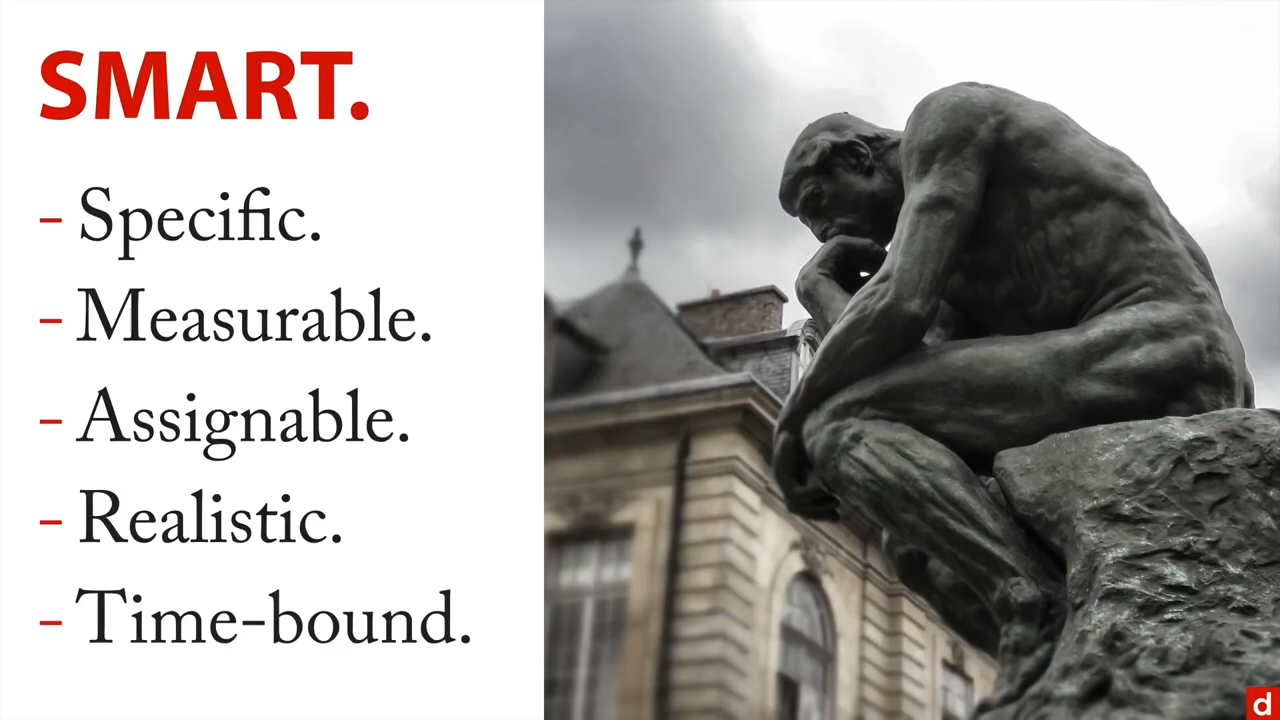 SMART.
- Specific.
- Measurable.
- Assignable.
- Realistic.
- Time-bound.
d